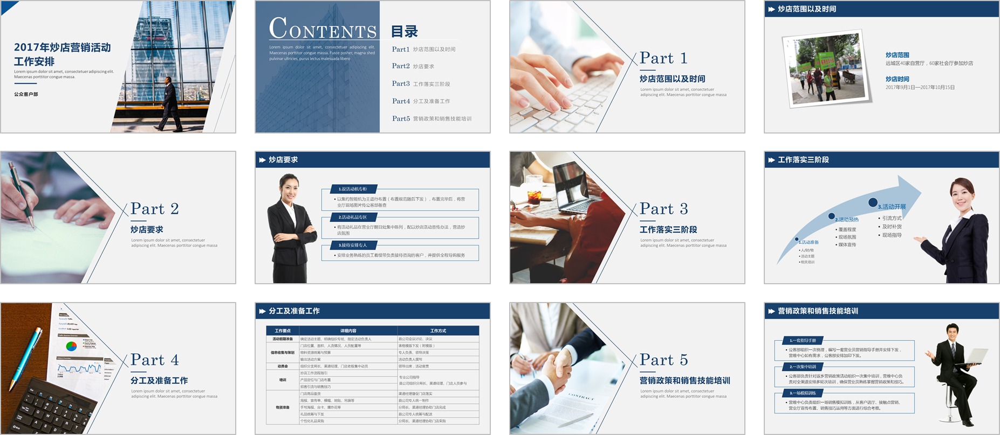 2017年炒店营销活动
工作安排
Lorem ipsum dolor sit amet, consectetuer adipiscing elit.
Maecenas porttitor congue massa.
公众客户部
CONTENTS
Lorem ipsum dolor sit amet, consectetuer adipiscing elit.
Maecenas porttitor congue massa. Fusce posher, magna shed
pulvinar ultricies, purus lectus malesuada libero
目录
Part1 炒店范围以及时间
Part2 炒店要求
Part3 工作落实三阶段
Part4 分工及准备工作
Part5 营销政策和销售技能培训
Part 1
炒店范围以及时间
Lorem ipsum dolor sit amet, consectetuer
adipiscing elit. Maecenas porttitor congue massa
炒店范围以及时间
炒店范围
远城区40家自营厅，60家社会厅参加炒店
炒店时间
2017年9月1日—2017年10月15日
Part 2
炒店要求
Lorem ipsum dolor sit amet, consectetuer
adipiscing elit. Maecenas porttitor congue massa
炒店要求
1.设活动机专柜
• 以集约智能机为主进行布置（布置规范随后下发），布置完毕后，将营
业厅现场图片传公客部备查
2.活动礼品专区
• 将活动礼品在营业厅醒目处集中陈列，配以炒店活动宣传办法，营造炒
店氛围
3.接待安排专人
• 安排业务熟练的员工着绶带负责接待咨询的客户，并提供全程导购服务
Part 3
工作落实三阶段
Lorem ipsum dolor sit amet, consectetuer
adipiscing elit. Maecenas porttitor congue massa
工作落实三阶段
1.活动准备
• 人/财/物
• 活动主题
• 相关培训
2.活动预热
• 覆盖程度
• 现场氛围
• 媒体宣传
3.活动开展
• 引流方式
• 及时补货
• 现场指导
Part 4
分工及准备工作
Lorem ipsum dolor sit amet, consectetuer
adipiscing elit. Maecenas porttitor congue massa
分工及准备工作
工作要点 详细内容 工作方式
活动前期准备 确定活动主题、明确组织专班、指定活动负责人 县公司会议讨论、决议
信息收集与策划 门店位置、面积、人流情况、人员配置等 表格模版下发（附模版）
物料资源统筹与预算 专人负责、领导决策
输出活动方案 活动负责人撰写
动员会 组织分支局长、渠道经理、门店老板集中动员 领导出席，活动宣贯
培训 炒店工作流程指引
产品定位与门店布置
招客引流与销售技巧
专业公司指导
县公司组织分局长、渠道经理、门店人员参与
物资准备 门店商品备货 渠道经理督促门店落实
海报、宣传单、横幅、地贴、吊旗等 县公司专人统一制作
手写海报、台卡、爆炸花等 分局长、渠道经理协助门店完成
礼品统筹与下发 县公司专人统筹与配送
个性化礼品采购 分局长、渠道经理协助门店采购
Part 5
营销政策和销售技能培训
Lorem ipsum dolor sit amet, consectetuer
adipiscing elit. Maecenas porttitor congue massa
CONTRACT
营销政策和销售技能培训
1.一套指导手册
• 公客部组织一次梳理，编写一套营业员营销指导手册并安排下发，
营维中心如有需求，公客部安排加印下发。
2.一次集中培训
• 公客部负责针对返乡营销政策活动组织一次集中培训，营维中心负
责对全渠道安排多轮次培训，确保营业员熟练掌握营销政策和技巧。
3.一场模拟训练
• 营维中心负责组织一场销售模拟训练，从客户进厅、接触点营销、
营业厅宣传布置、销售技巧运用等方面进行综合考察。